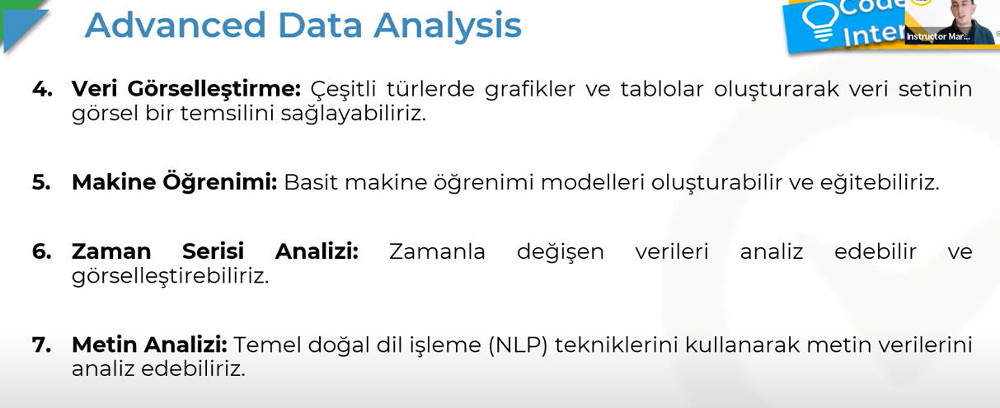 Advanced Data Analysis
Instructor Mar...
4. Veri Görselleştirme: Çeşitli türlerde grafikler ve tablolar oluşturarak veri setinin
görsel bir temsilini sağlayabiliriz.
5. Makine Öğrenimi: Basit makine öğrenimi modelleri oluşturabilir ve eğitebiliriz.
6. Zaman Serisi Analizi: Zamanla değişen verileri analiz edebilir ve
görselleştirebiliriz.
7. Metin Analizi: Temel doğal dil işleme (NLP) tekniklerini kullanarak metin verilerini
analiz edebiliriz.